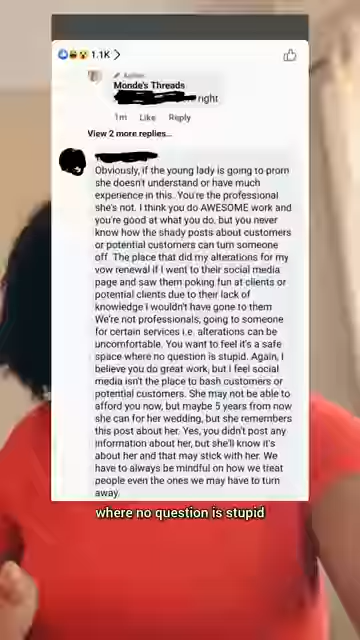 1.1K
Author
Monde's Threads
right
1m Like Reply
View 2 more replies...
Obviously, if the young lady is going to prom
she doesn't understand or have much
experience in this. You're the professional
she's not. I think you do AWESOME work and
you're good at what you do, but you never
know how the shady posts about customers
or potential customers can turn someone
off. The place that did my alterations for my
vow renewal if I went to their social media
page and saw them poking fun at clients or
potential clients due to their lack of
knowledge I wouldn't have gone to them
We're not professionals, going to someone
for certain services i.e. alterations can be
uncomfortable. You want to feel it's a safe
space where no question is stupid. Again, I
believe you do great work, but I feel social
media isn't the place to bash customers or
potential customers. She may not be able to
afford you now, but maybe 5 years from now
she can for her wedding, but she remembers
this post about her. Yes, you didn't post any
information about her, but she'll know it's
about her and that may stick with her. We
have to always be mindful on how we treat
people even the ones we may have to turn
away.
where no question is stupid